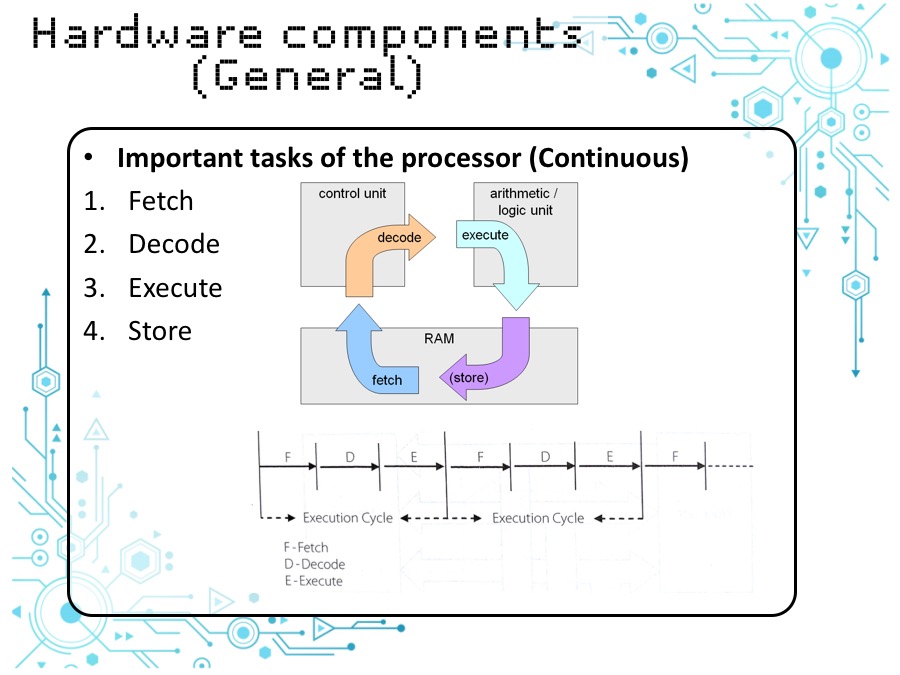 Hardware components
(General)
• Important tasks of the processor (Continuous)
1. Fetch
2. Decode
3. Execute
4. Store
control unit
arithmetic /
logic unit
decode
execute
RAM
fetch
(store)
F D E F D E F
Execution Cycle Execution Cycle
F - Fetch
D - Decode
E - Execute